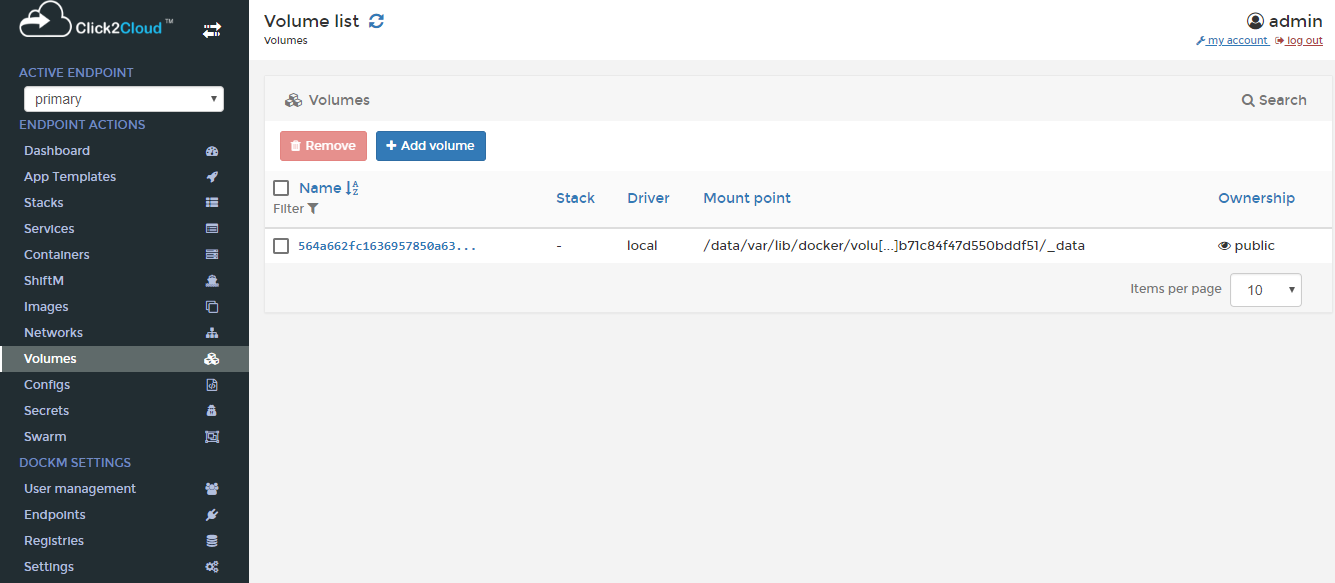 Click2Cloud™
ACTIVE ENDPOINT
primary
ENDPOINT ACTIONS
Dashboard
App Templates
Stacks
Services
Containers
ShiftM
Images
Networks
Volumes
Configs
Secrets
Swarm
DOCKM SETTINGS
User management
Endpoints
Registries
Settings
Volume list
Volumes
admin
my account log out
Volumes Search
Remove Add volume
Name Stack Driver Mount point Ownership
Filter
564a662fc1636957850a63... - local /data/var/lib/docker/volu[...]b71c84f47d550bddf51/_data public
Items per page 10